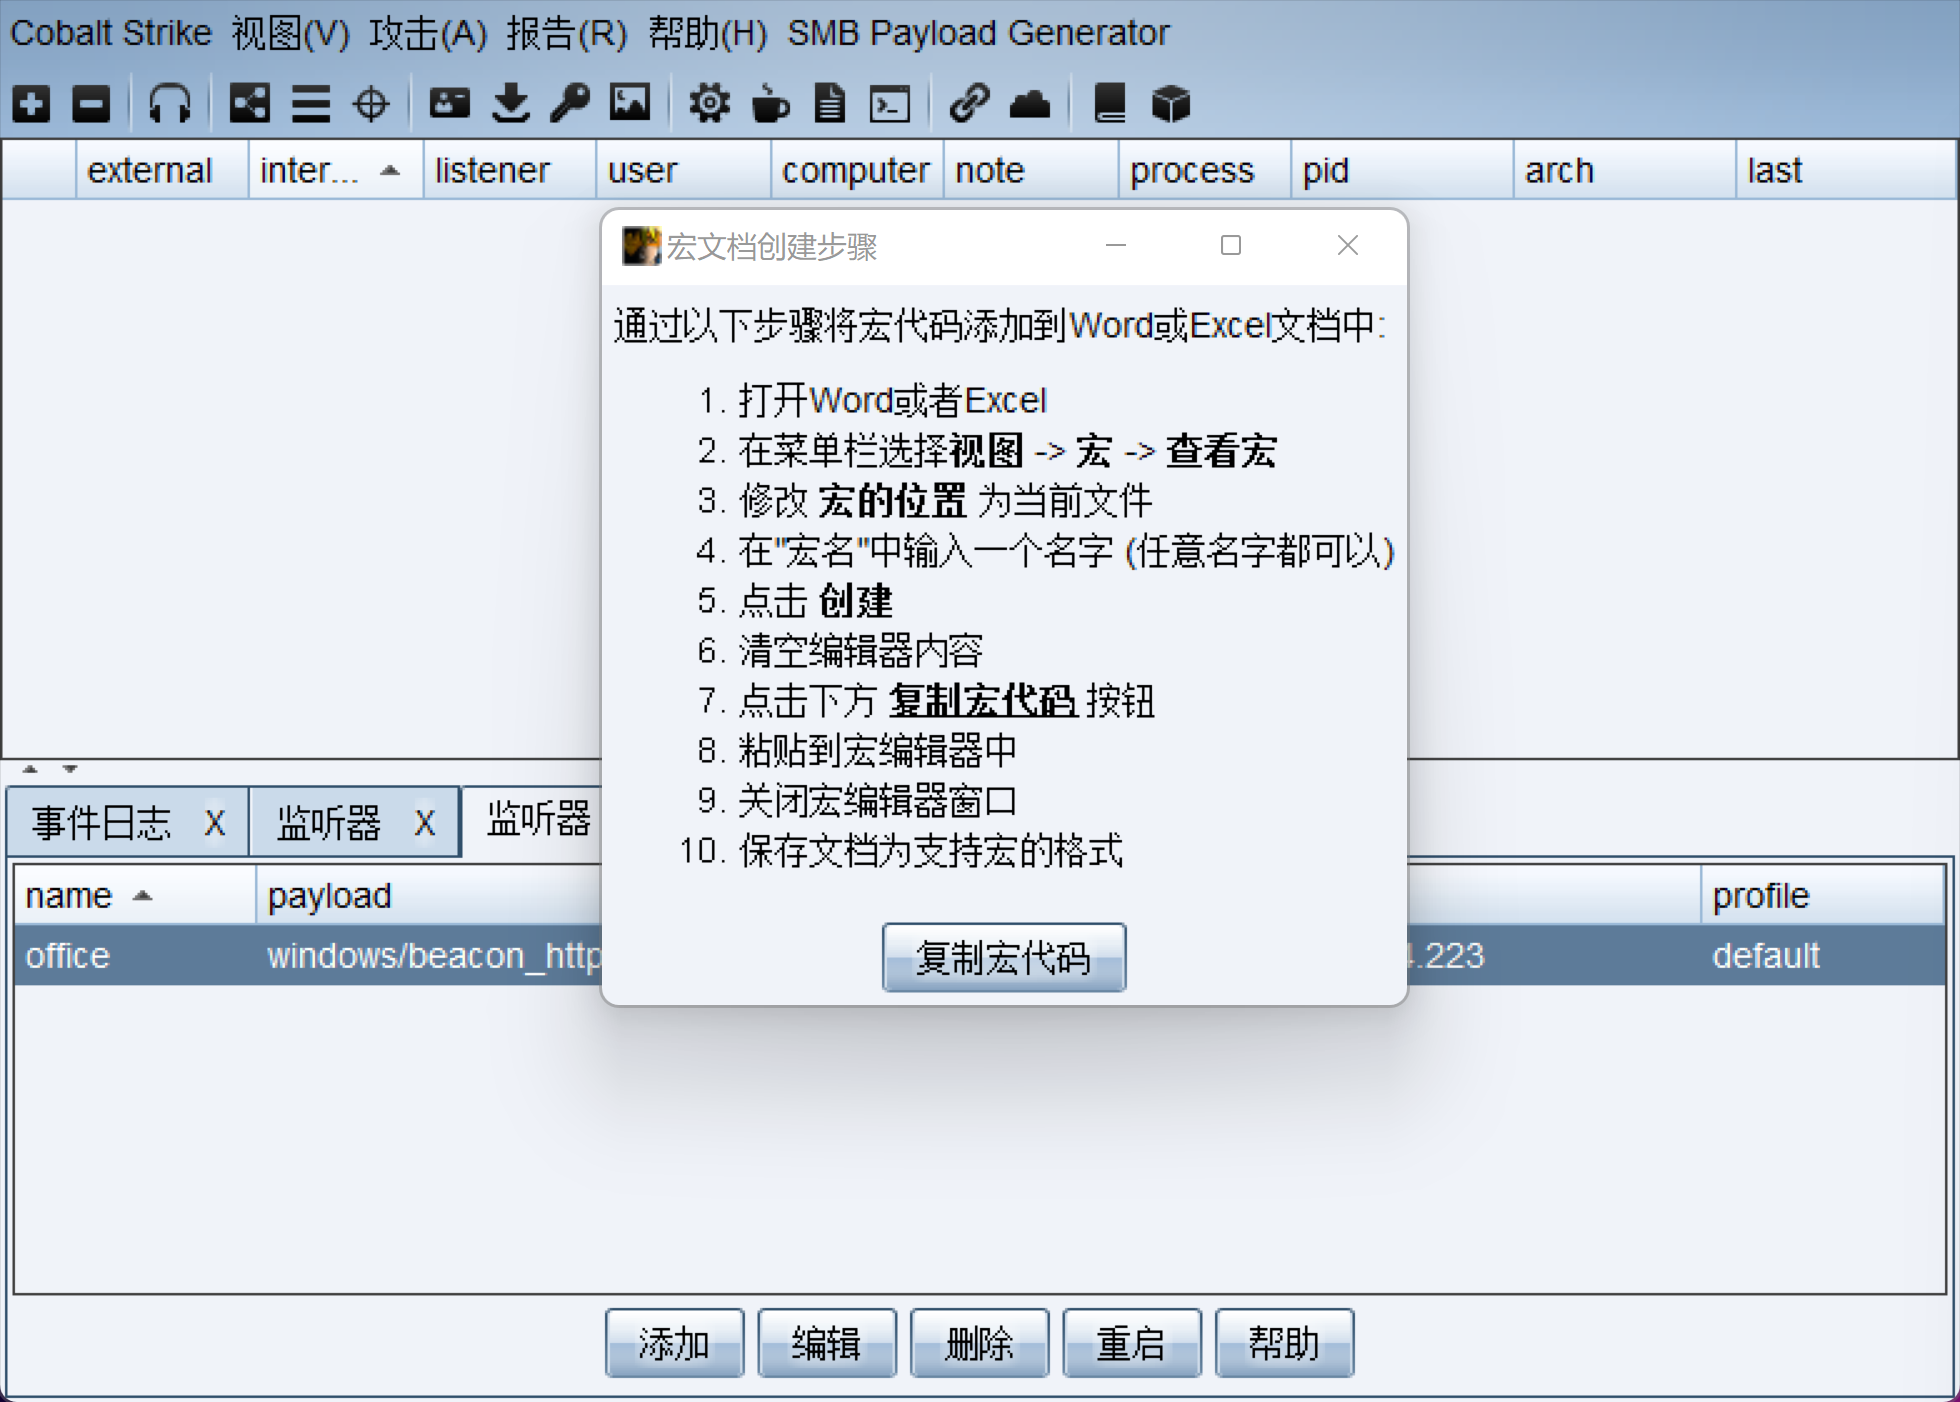 Cobalt Strike 视图(V) 攻击(A) 报告(R) 帮助(H) SMB Payload Generator
external inter... listener user computer note process pid arch last
宏文档创建步骤
通过以下步骤将宏代码添加到Word或Excel文档中:
1. 打开Word或者Excel
2. 在菜单栏选择视图 -> 宏 -> 查看宏
3. 修改 宏的位置 为当前文件
4. 在"宏名"中输入一个名字 (任意名字都可以)
5. 点击 创建
6. 清空编辑器内容
7. 点击下方 复制宏代码 按钮
8. 粘贴到宏编辑器中
9. 关闭宏编辑器窗口
10. 保存文档为支持宏的格式
复制宏代码
事件日志 X 监听器 X 监听器
name payload profile
office windows/beacon_http .223 default
添加 编辑 删除 重启 帮助